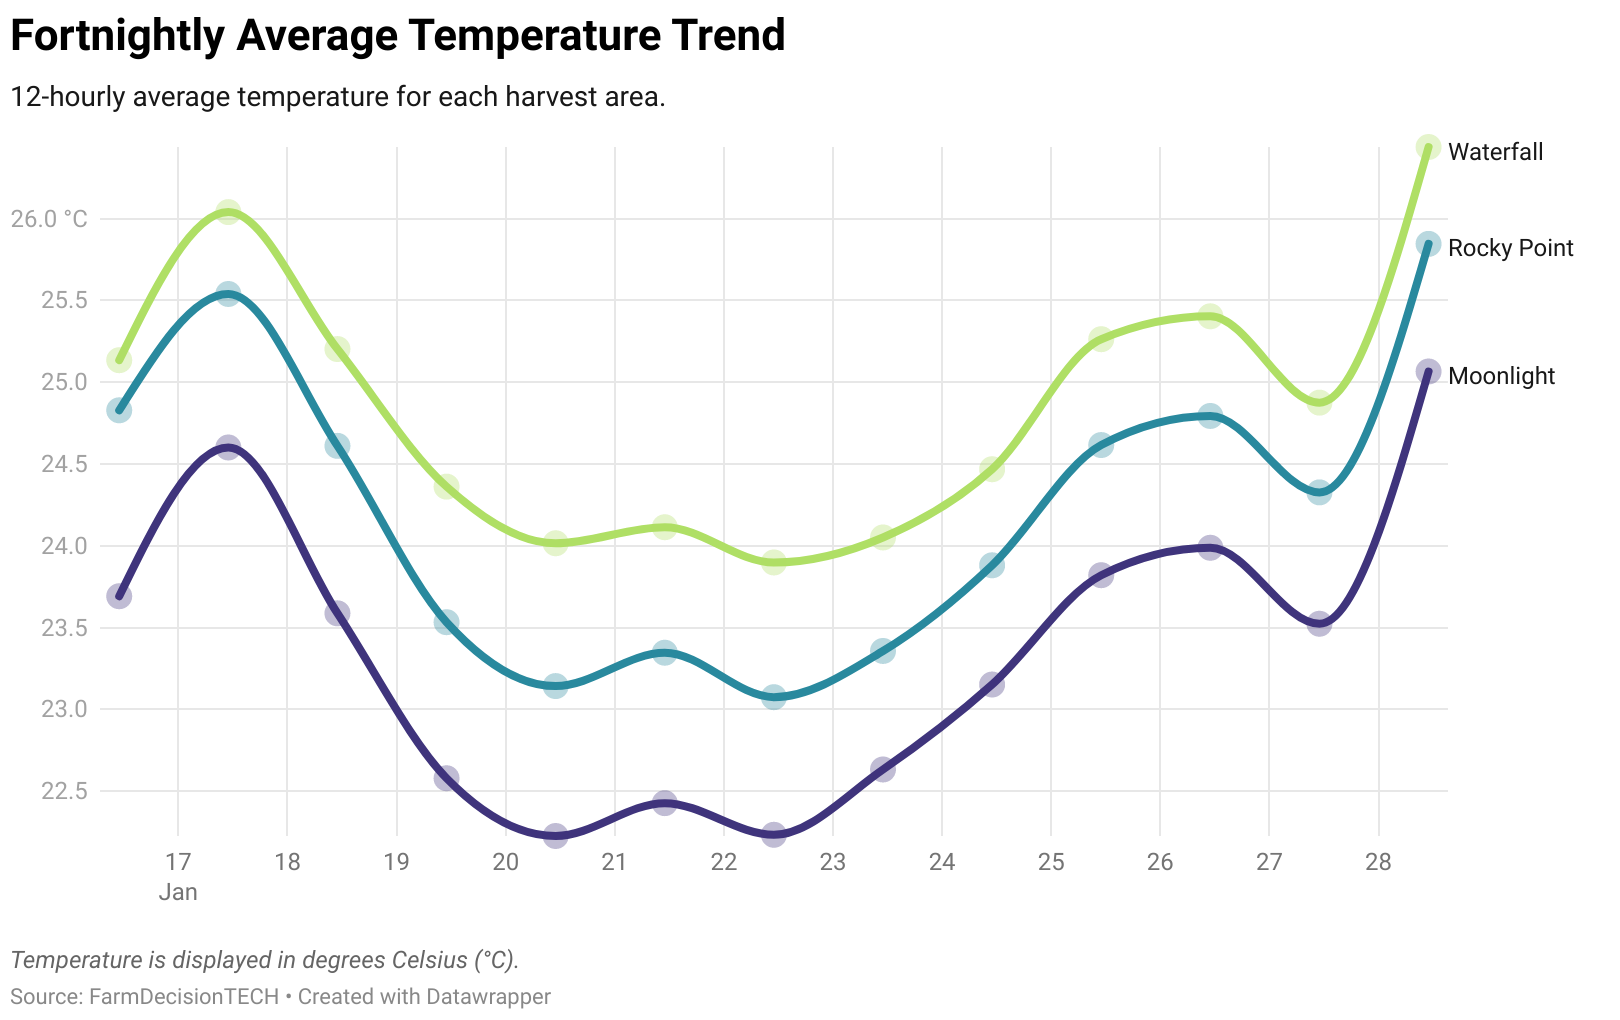 Fortnightly Average Temperature Trend
12-hourly average temperature for each harvest area.
Waterfall
26.0 °C
Rocky Point
25.5
25.0
Moonlight
24.5
24.0
23.5
23.0
22.5
17 18 19 20 21 22 23 24 25 26 27 28
Jan
Temperature is displayed in degrees Celsius (°C).
Source: FarmDecisionTECH • Created with Datawrapper